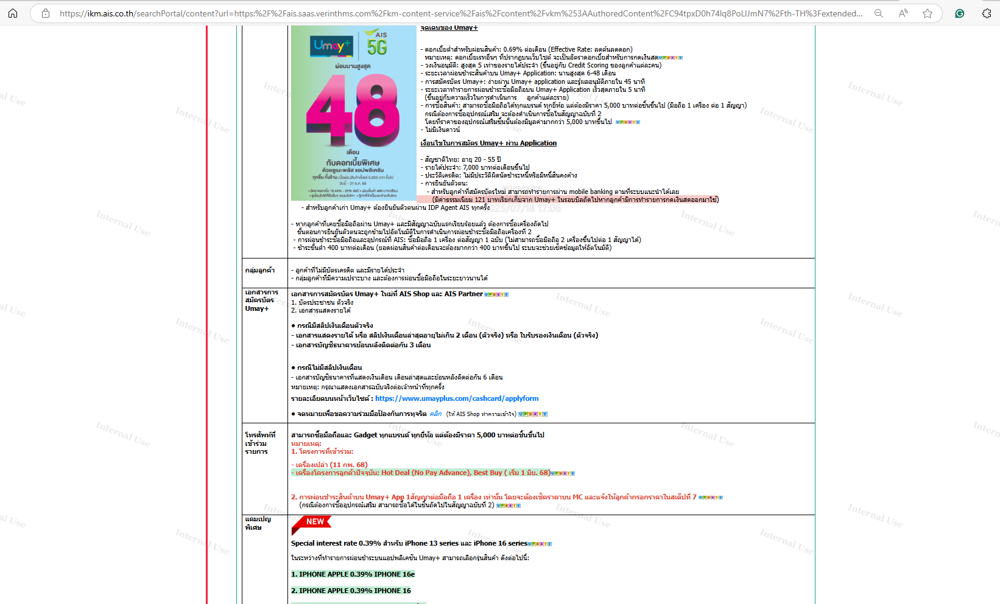 https://ikm.ais.co.th/searchPortal/content?url=https:%2F%2Fais.saas.verinthms.com%2Fkm-content-service%2Fais%2Fcontent%2Fvkm%253AAuthoredContent%2FC94tpxD0h74Iq8PoLIJmN7%2Fth-TH%3Fextended...
Umay+
AIS 5G
ผ่อนนานสูงสุด
48
เดือน
กับดอกเบี้ยพิเศษ
ด้วยยูเมะพลัส แอปพลิเคชัน
ทุกชิ้น ทั้งร้าน เมื่อผ่อนสินค้าตั้งแต่ 5,000 บาท ขึ้นไป
วันนี้ - 31 ธ.ค. 68
จุดเด่นของ Umay+
- ดอกเบี้ยต่ำสำหรับผ่อนสินค้า: 0.69% ต่อเดือน (Effective Rate: ลดต้นลดดอก)
หมายเหตุ: ดอกเบี้ยเรทอื่นๆ ที่ปรากฏบนเว็บไซต์ จะเป็นอัตราดอกเบี้ยสำหรับการกดเงินสด UPDATE
- วงเงินอนุมัติ: สูงสุด 5 เท่าของรายได้ประจำ (ขึ้นอยู่กับ Credit Scoring ของลูกค้าแต่ละคน)
- ระยะเวลาผ่อนชำระสินค้าบน Umay+ Application: นานสูงสุด 6-48 เดือน
- การสมัครบัตร Umay+: ง่ายผ่าน Umay+ application และรู้ผลอนุมัติภายใน 45 นาที
- ระยะเวลาทำรายการผ่อนชำระซื้อมือถือบน Umay+ Application เร็วสุดภายใน 5 นาที
(ขึ้นอยู่กับความเร็วในการดำเนินการ ลูกค้าแต่ละราย)
- การซื้อสินค้า: สามารถซื้อมือถือได้ทุกแบรนด์ ทุกยี่ห้อ แต่ต้องมีราคา 5,000 บาทต่อชิ้นขึ้นไป (มือถือ 1 เครื่อง ต่อ 1 สัญญา)
กรณีต้องการซื้ออุปกรณ์เสริม จะต้องดำเนินการซื้อในสัญญาฉบับที่ 2
โดยที่ราคาของอุปกรณ์เสริมชิ้นนั้นต้องมีมูลค่ามากกว่า 5,000 บาทขึ้นไป UPDATE
- ไม่มีเงินดาวน์
เงื่อนไขในการสมัคร Umay+ ผ่าน Application
- สัญชาติไทย: อายุ 20 - 55 ปี
- รายได้ประจำ: 7,000 บาทต่อเดือนขึ้นไป
- ประวัติเครดิต: ไม่มีประวัติผิดนัดชำระหนี้หรือมีหนี้สินคงค้าง
- การยืนยันตัวตน:
- สำหรับลูกค้าที่สมัครบัตรใหม่ สามารถทำรายการผ่าน mobile banking ตามที่ระบบแนะนำได้เลย
(มีค่าธรรมเนียม 121 บาทเรียกเก็บจาก Umay+ ในรอบบิลถัดไปหากลูกค้ามีการทำรายการกดเงินสดออกมาใช้)
- สำหรับลูกค้าเก่า Umay+ ต้องยืนยันตัวตนผ่าน IDP Agent AIS ทุกครั้ง
2025/07/18 17:06
- หากลูกค้าที่เคยซื้อมือถือผ่าน Umay+ และมีสัญญาฉบับแรกเรียบร้อยแล้ว ต้องการซื้อเครื่องถัดไป
ขั้นตอนการยืนยันตัวตนจะถูกข้ามไปอัตโนมัติในการดำเนินการผ่อนชำระซื้อมือถือเครื่องที่ 2
- การผ่อนชำระซื้อมือถือและอุปกรณ์ที่ AIS: ซื้อมือถือ 1 เครื่อง ต่อสัญญา 1 ฉบับ (ไม่สามารถซื้อมือถือ 2 เครื่องขึ้นไปต่อ 1 สัญญาได้)
- ชำระขั้นต่ำ 400 บาทต่อเดือน (ยอดผ่อนสินค้าต่อเดือนจะต้องมากกว่า 400 บาทขึ้นไป ระบบจะช่วยเช็คข้อมูลให้อัตโนมัติ)
กลุ่มลูกค้า
- ลูกค้าที่ไม่มีบัตรเครดิต และมีรายได้ประจำ
- กลุ่มลูกค้าที่มีความเปราะบาง และต้องการผ่อนซื้อมือถือในระยะยาวนานได้
เอกสารการ
สมัครบัตร
Umay+
เอกสารการสมัครบัตร Umay+ ใหม่ที่ AIS Shop และ AIS Partner UPDATE
1. บัตรประชาชน ตัวจริง
2. เอกสารแสดงรายได้
● กรณีมีสลิปเงินเดือนตัวจริง
- เอกสารแสดงรายได้ หรือ สลิปเงินเดือนล่าสุดอายุไม่เกิน 2 เดือน (ตัวจริง) หรือ ใบรับรองเงินเดือน (ตัวจริง)
- เอกสารบัญชีธนาคารย้อนหลังติดต่อกัน 3 เดือน
● กรณีไม่มีสลิปเงินเดือน
- เอกสารบัญชีธนาคารที่แสดงเงินเดือน เดือนล่าสุดและย้อนหลังติดต่อกัน 6 เดือน
หมายเหตุ: กรุณาแสดงเอกสารฉบับจริงต่อเจ้าหน้าที่ทุกครั้ง
รายละเอียดบนหน้าเว็บไซต์ : https://www.umayplus.com/cashcard/applyform
● จดหมายเพื่อขอความร่วมมือป้องกันการทุจริต คลิก (ให้ AIS Shop ทำความเข้าใจ) UPDATE
โทรศัพท์ที่
เข้าร่วม
รายการ
สามารถซื้อมือถือและ Gadget ทุกแบรนด์ ทุกยี่ห้อ แต่ต้องมีราคา 5,000 บาทต่อชิ้นขึ้นไป
หมายเหตุ:
1. โครงการที่เข้าร่วม:
- เครื่องเปล่า (11 กพ. 68)
- เครื่องโครงการลูกค้าปัจจุบัน: Hot Deal (No Pay Advance), Best Buy ( เริ่ม 1 มิย. 68) UPDATE
2. การผ่อนชำระสินค้าบน Umay+ App 1สัญญาต่อมือถือ 1 เครื่อง เท่านั้น โดยจะต้องเช็คราคาบน MC และแจ้งให้ลูกค้ากรอกราคาในสเต็ปที่ 7 UPDATE
(กรณีต้องการซื้ออุปกรณ์เสริม สามารถซื้อได้ในชิ้นถัดไปในสัญญาฉบับที่ 2) UPDATE
แคมเปญ
พิเศษ
NEW
Special interest rate 0.39% สำหรับ iPhone 13 series และ iPhone 16 series UPDATE
ในระหว่างที่ทำรายการผ่อนชำระบนแอปพลิเคชัน Umay+ สามารถเลือกรุ่นสินค้า ดังต่อไปนี้:
1. IPHONE APPLE 0.39% IPHONE 16e
2. IPHONE APPLE 0.39% IPHONE 16
Internal Use